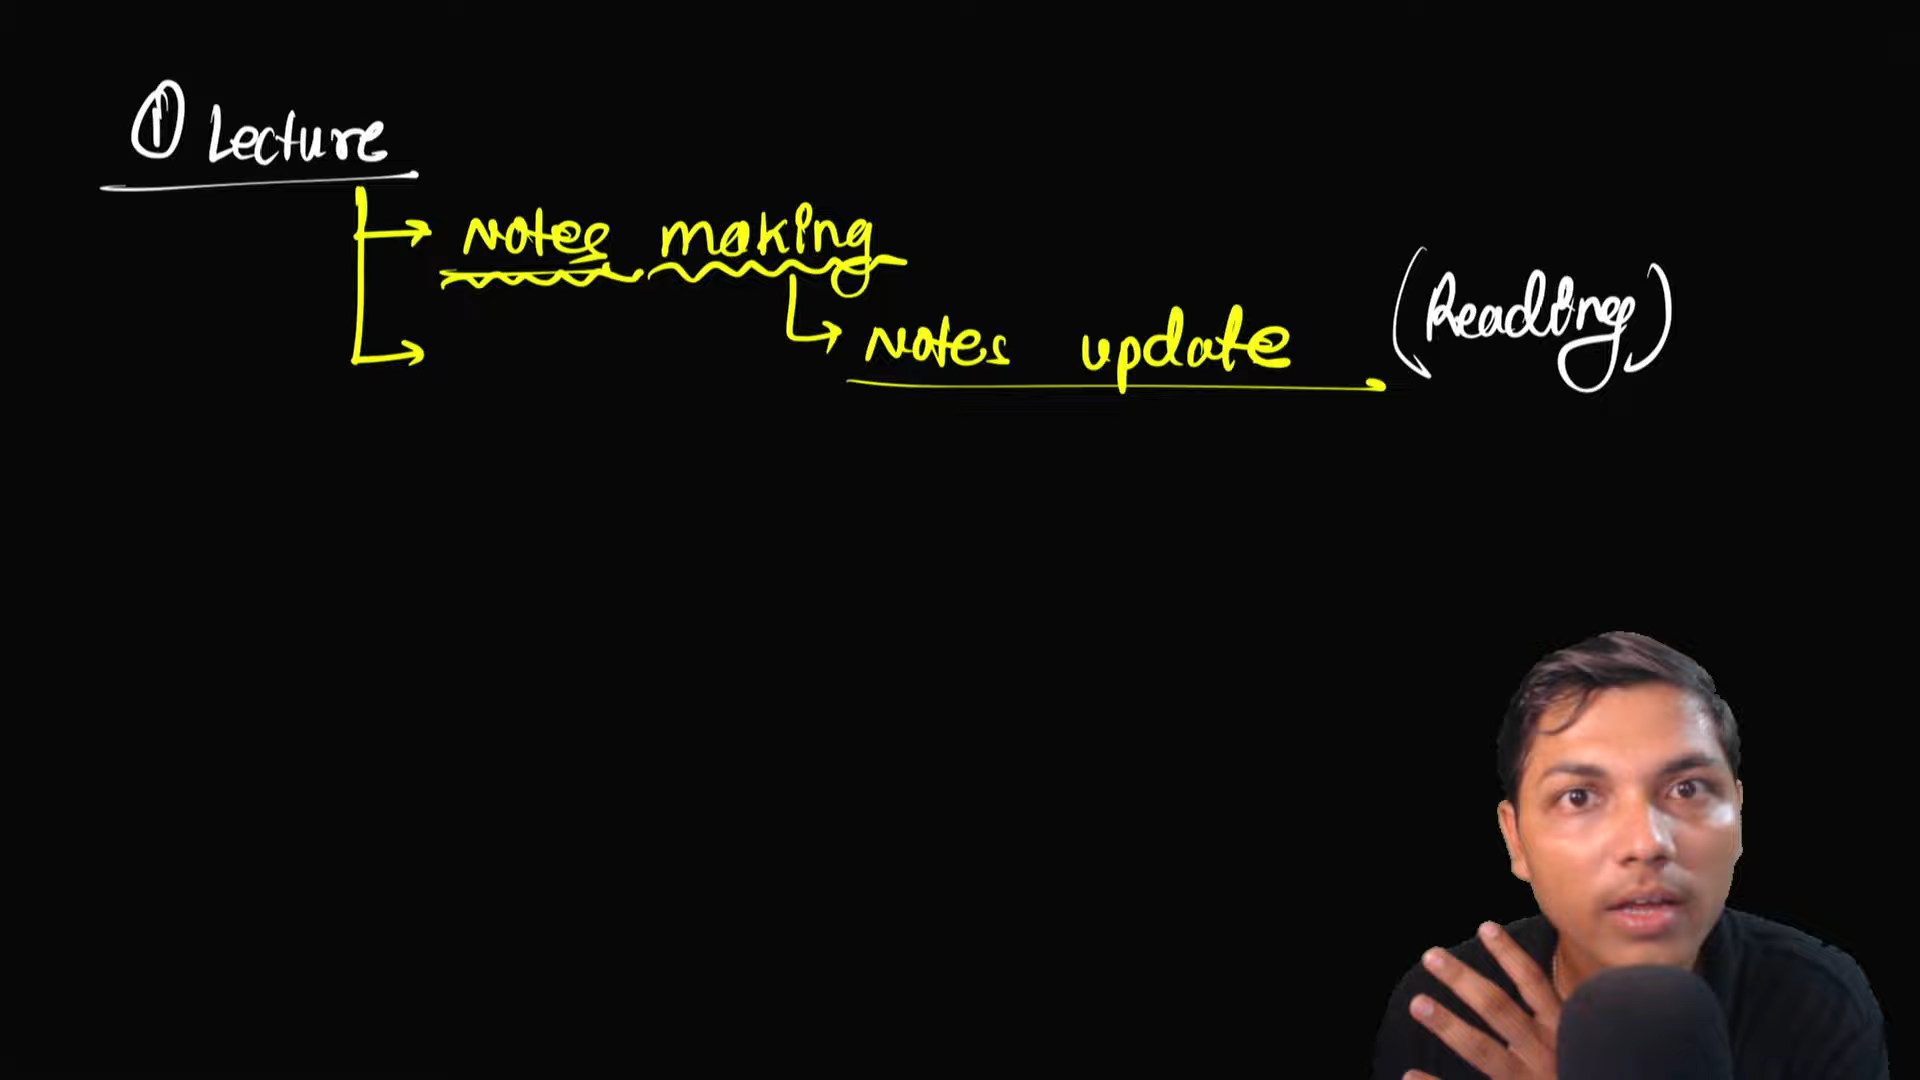 ① Lecture
→ Notes making
→ Notes update (Reading)
→